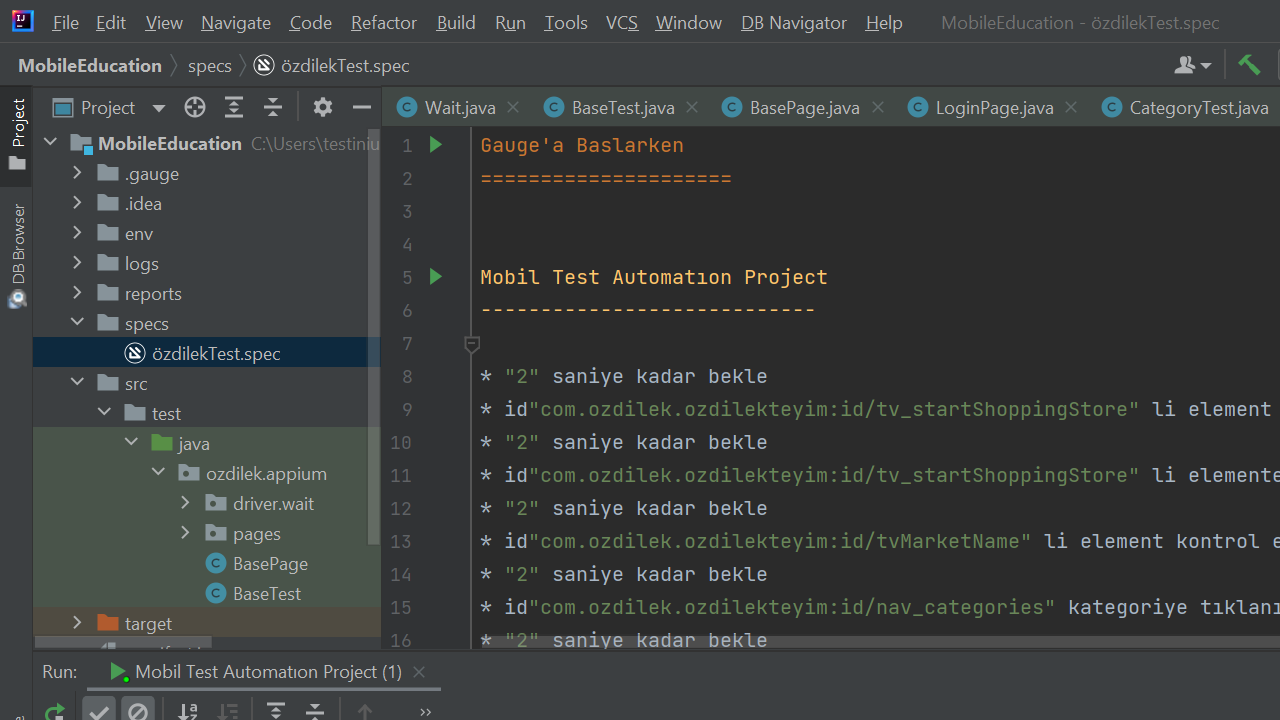 File Edit View Navigate Code Refactor Build Run Tools VCS Window DB Navigator Help MobileEducation - özdilekTest.spec
MobileEducation specs özdilekTest.spec
Project
DB Browser
Project
MobileEducation C:\Users\testiniu
.gauge
.idea
env
logs
reports
specs
özdilekTest.spec
src
test
java
ozdilek.appium
driver.wait
pages
BasePage
BaseTest
target
Wait.java BaseTest.java BasePage.java LoginPage.java CategoryTest.java
1 Gauge'a Baslarken
2 =====================
3
4
5 Mobil Test Automatıon Project
6 ----------------------------
7
8 * "2" saniye kadar bekle
9 * id"com.ozdilek.ozdilekteyim:id/tv_startShoppingStore" li element
10 * "2" saniye kadar bekle
11 * id"com.ozdilek.ozdilekteyim:id/tv_startShoppingStore" li elemente
12 * "2" saniye kadar bekle
13 * id"com.ozdilek.ozdilekteyim:id/tvMarketName" li element kontrol e
14 * "2" saniye kadar bekle
15 * id"com.ozdilek.ozdilekteyim:id/nav_categories" kategoriye tıklanı
16 * "2" saniye kadar bekle
Run: Mobil Test Automatıon Project (1)